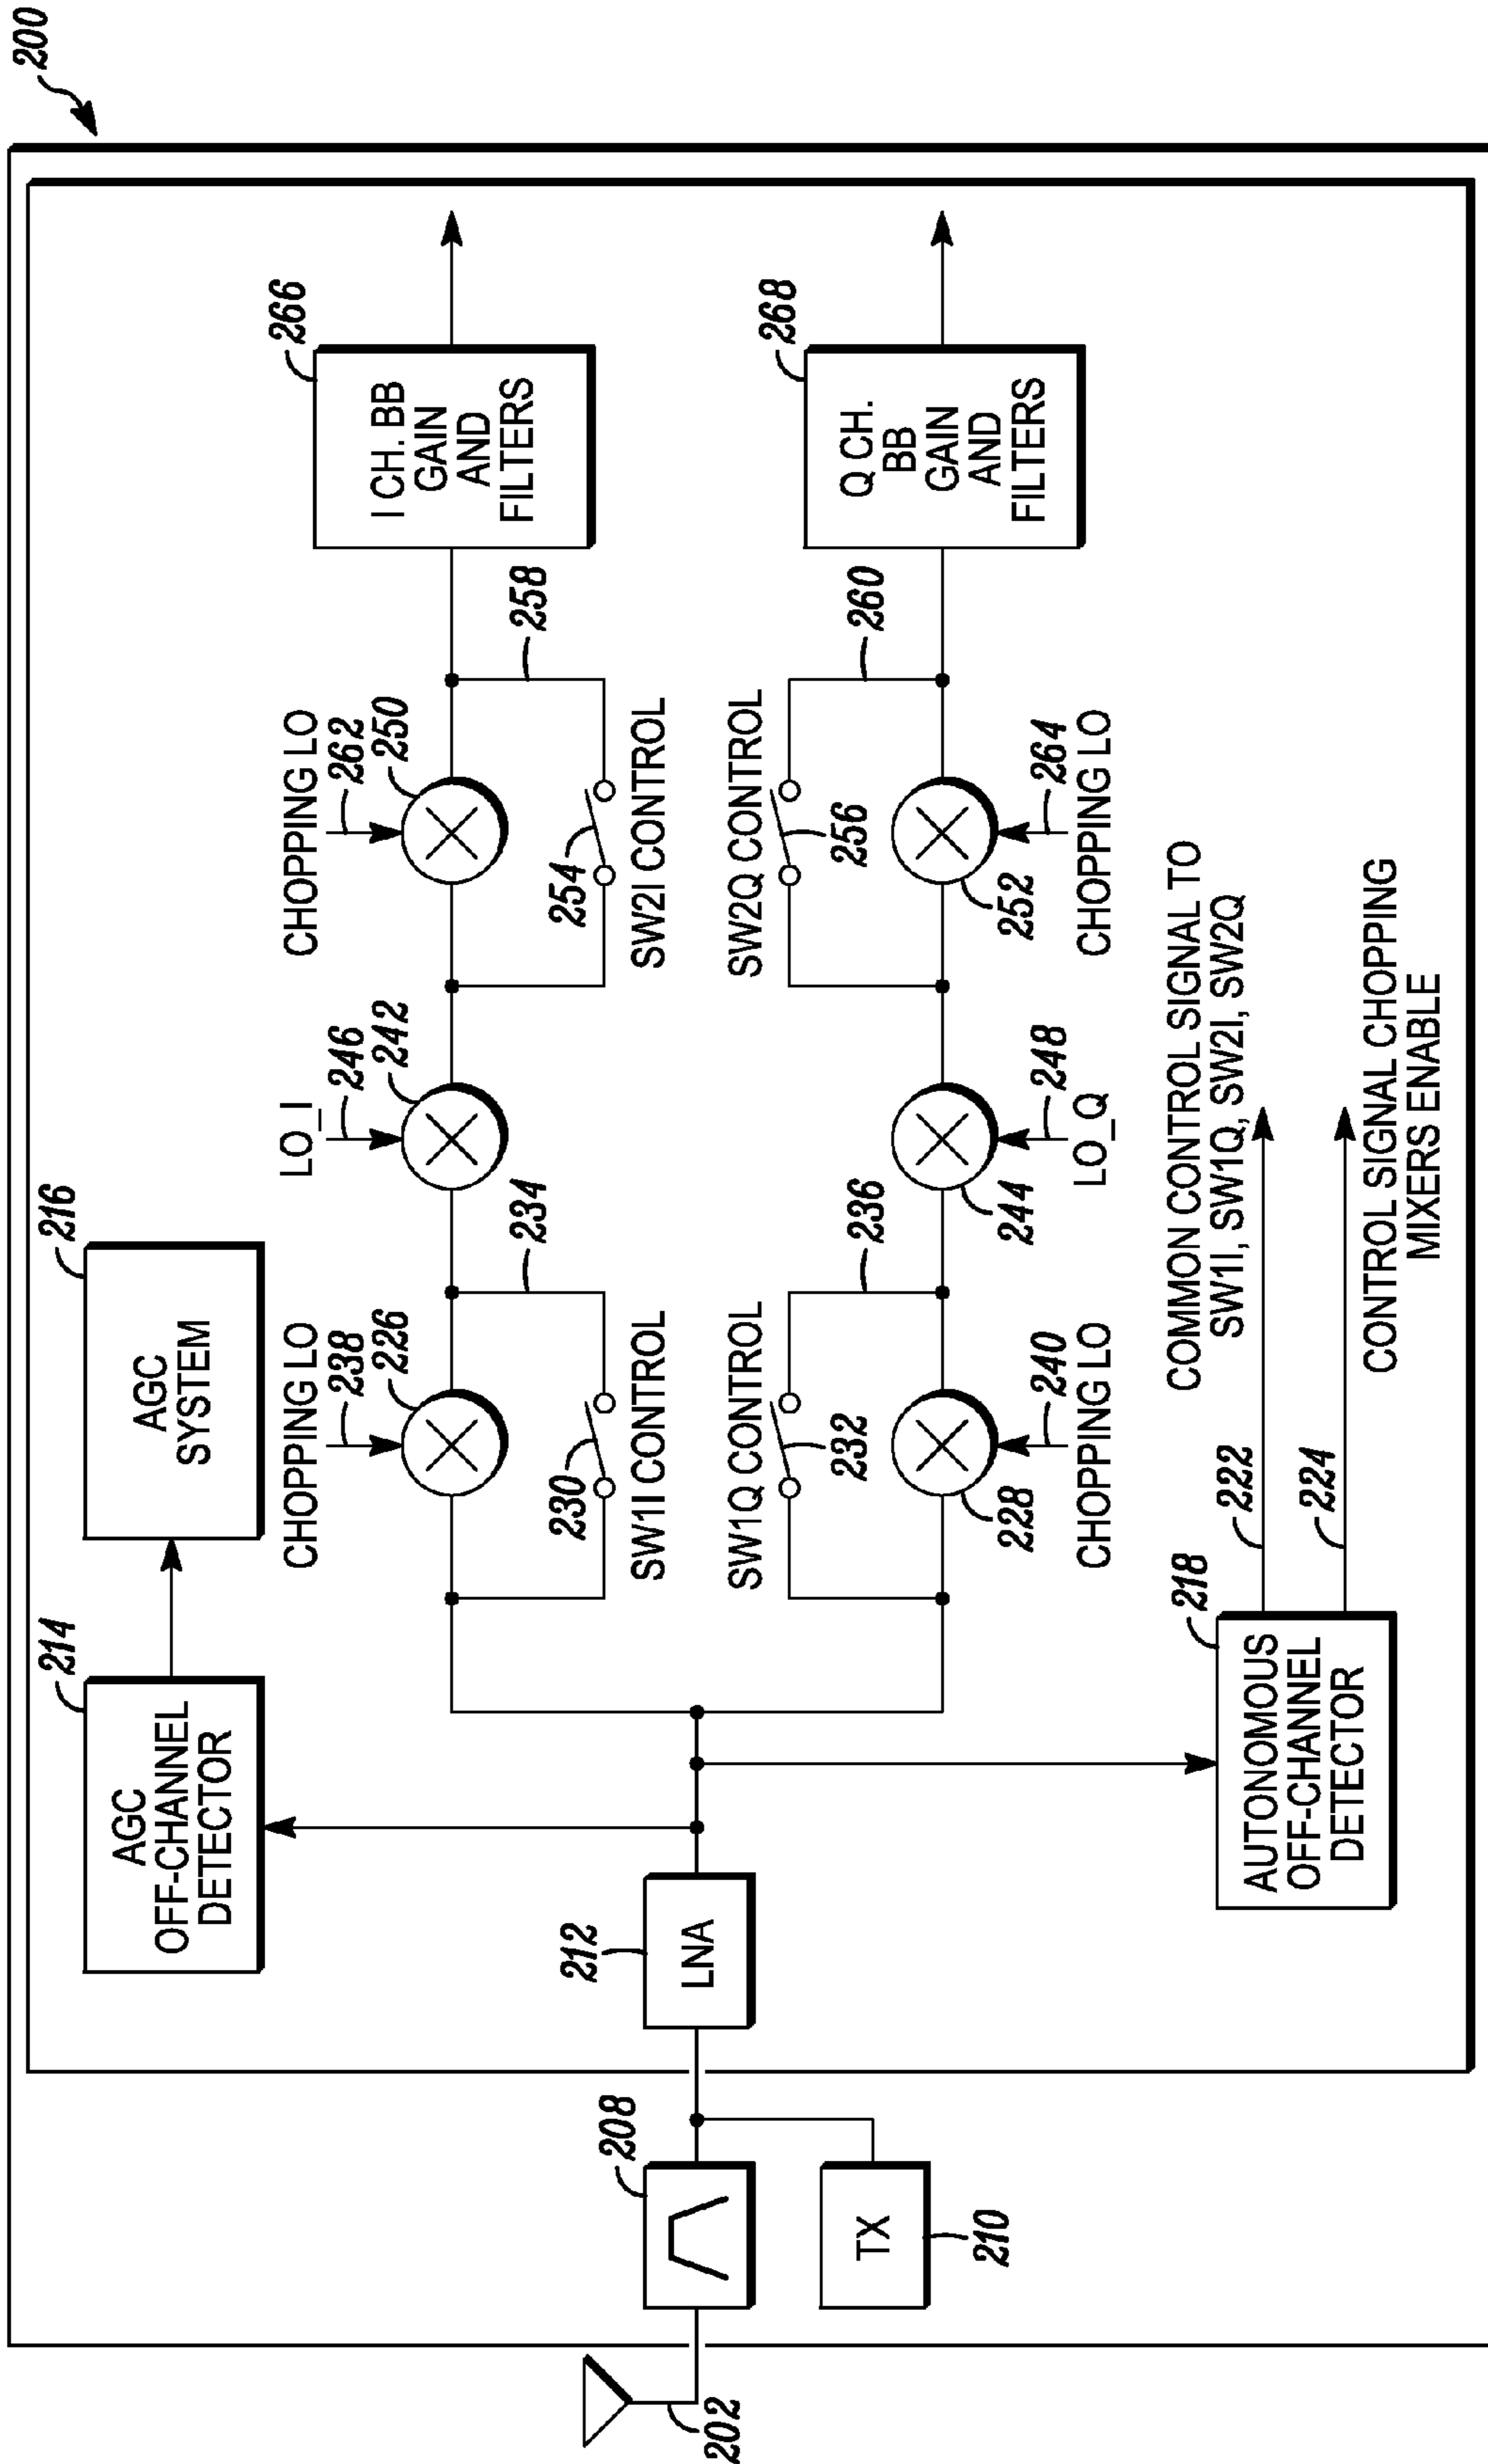 200
214
AGC
OFF-CHANNEL
DETECTOR
216
AGC
SYSTEM
CHOPPING LO
238
226
LO_I
246
242
CHOPPING LO
262
250
266
I CH. BB
GAIN
AND
FILTERS
230
234
SW1I CONTROL
254
258
SW2I CONTROL
202
208
212
LNA
TX
210
SW1Q CONTROL
232
236
SW2Q CONTROL
256
260
268
Q CH.
BB
GAIN
AND
FILTERS
228
240
CHOPPING LO
244
248
LO_Q
252
264
CHOPPING LO
218
AUTONOMOUS
OFF-CHANNEL
DETECTOR
222
COMMON CONTROL SIGNAL TO
SW1I, SW1Q, SW2I, SW2Q
224
CONTROL SIGNAL CHOPPING
MIXERS ENABLE